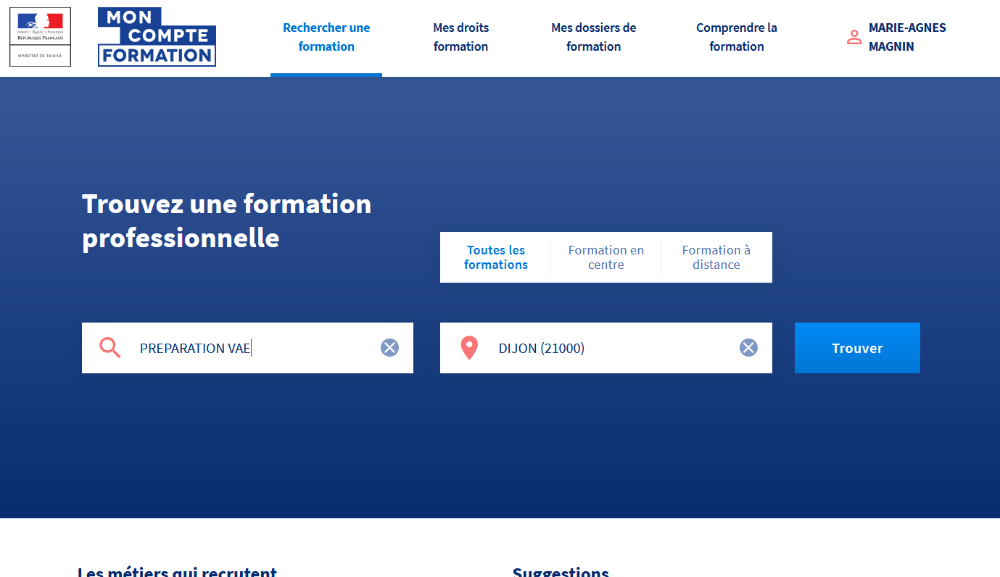 Liberté • Égalité • Fraternité
RÉPUBLIQUE FRANÇAISE
MINISTÈRE DU TRAVAIL
MON
COMPTE
FORMATION
Rechercher une
formation
Mes droits
formation
Mes dossiers de
formation
Comprendre la
formation
MARIE-AGNES
MAGNIN
Trouvez une formation
professionnelle
Toutes les
formations
Formation en
centre
Formation à
distance
PREPARATION VAE
DIJON (21000)
Trouver
Les métiers qui recrutent
Suggestions